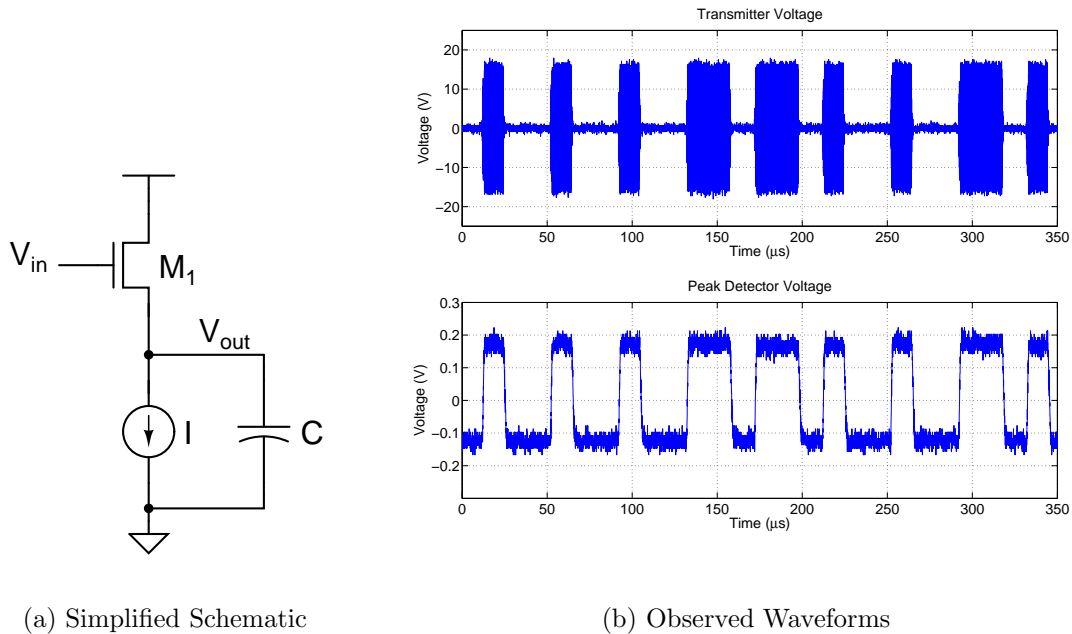 V_in
M_1
V_out
I
C
(a) Simplified Schematic
Transmitter Voltage
Voltage (V)
20
10
0
−10
−20
0 50 100 150 200 250 300 350
Time (μs)
Peak Detector Voltage
Voltage (V)
0.3
0.2
0.1
0
−0.1
−0.2
0 50 100 150 200 250 300 350
Time (μs)
(b) Observed Waveforms